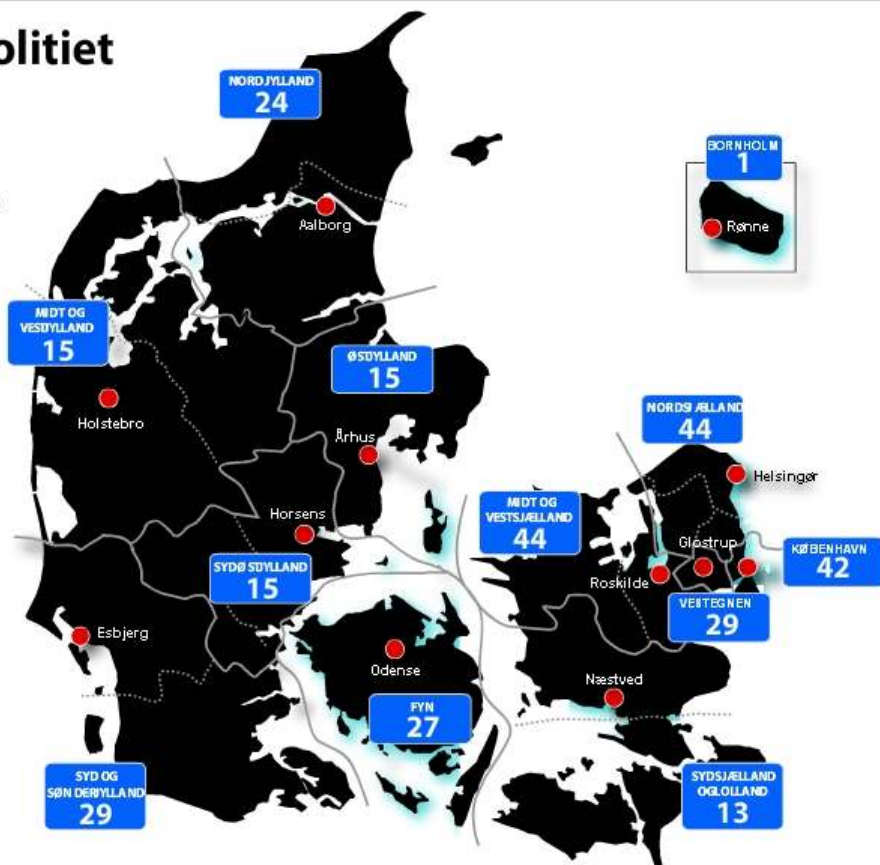 olitiet
NORDJYLLAND
24
BORNHOLM
1
Rønne
Aalborg
MIDT OG
VESTJYLLAND
15
ØSTJYLLAND
15
Holstebro
Århus
NORDSJÆLLAND
44
Helsingør
Horsens
MIDT OG
VESTSJÆLLAND
44
Glostrup
KØBENHAVN
42
Roskilde
SYDØSTJYLLAND
15
VESTEGNEN
29
Esbjerg
Odense
Næstved
FYN
27
SYD OG
SØNDERJYLLAND
29
SYDSJÆLLAND
OGLOLLAND
13